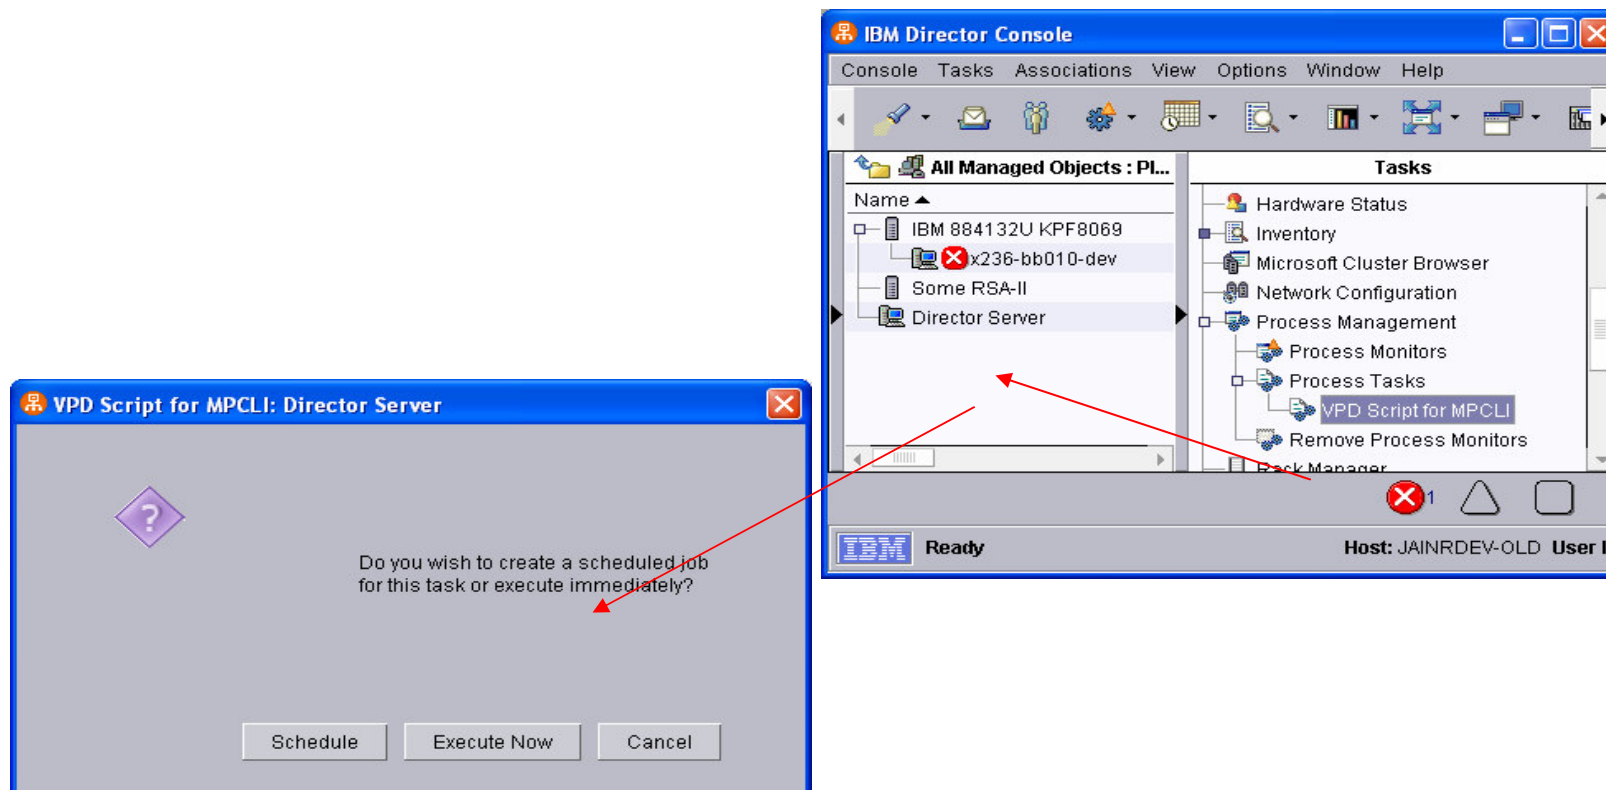 IBM Director Console
Console Tasks Associations View Options Window Help
All Managed Objects : Pl...
Name
IBM 884132U KPF8069
x236-bb010-dev
Some RSA-II
Director Server
Tasks
Hardware Status
Inventory
Microsoft Cluster Browser
Network Configuration
Process Management
Process Monitors
Process Tasks
VPD Script for MPCLI
Remove Process Monitors
Rack Manager
1
IBM Ready
Host: JAINRDEV-OLD User
VPD Script for MPCLI: Director Server
?
Do you wish to create a scheduled job
for this task or execute immediately?
Schedule Execute Now Cancel